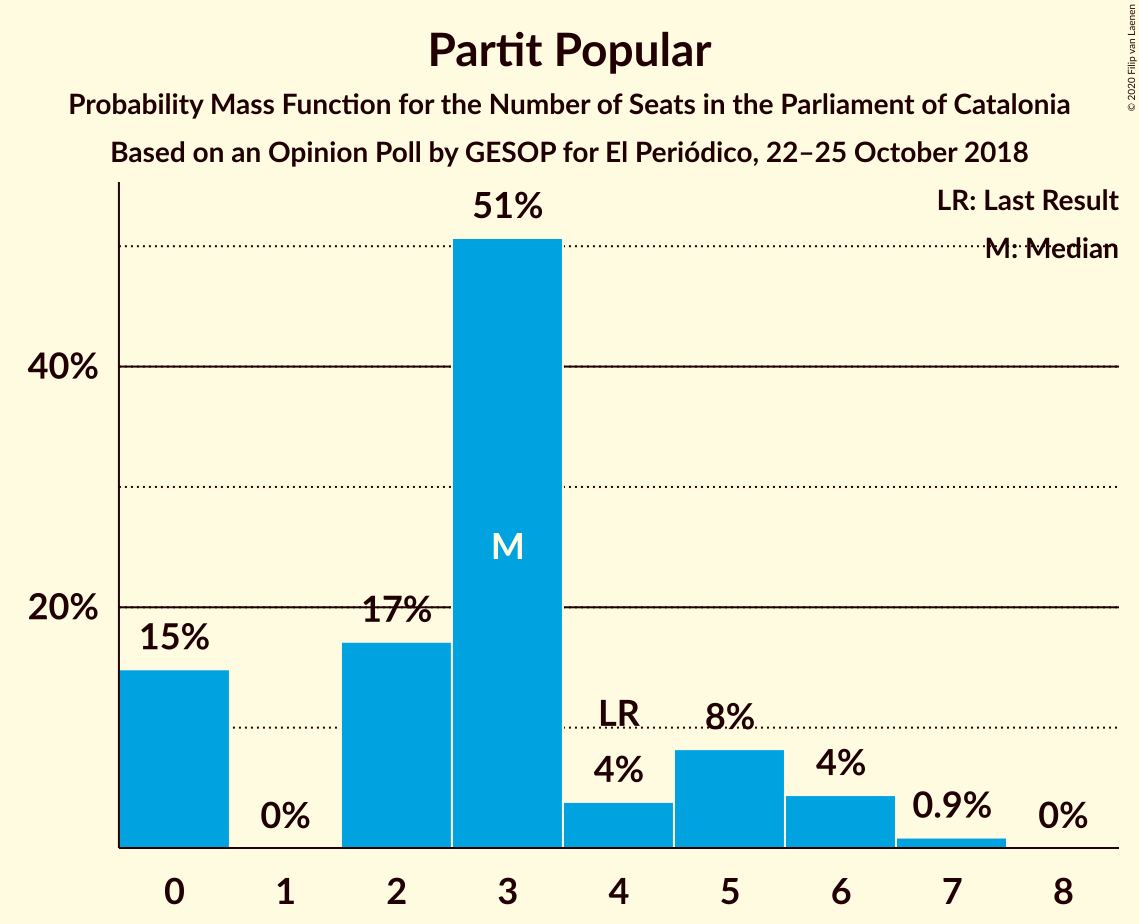 © 2020 Filip van Laenen
Partit Popular
Probability Mass Function for the Number of Seats in the Parliament of Catalonia
Based on an Opinion Poll by GESOP for El Periódico, 22–25 October 2018
LR: Last Result
M: Median
51%
40%
M
20%
17%
15%
LR
8%
4%
4%
0.9%
0%
0%
0 1 2 3 4 5 6 7 8